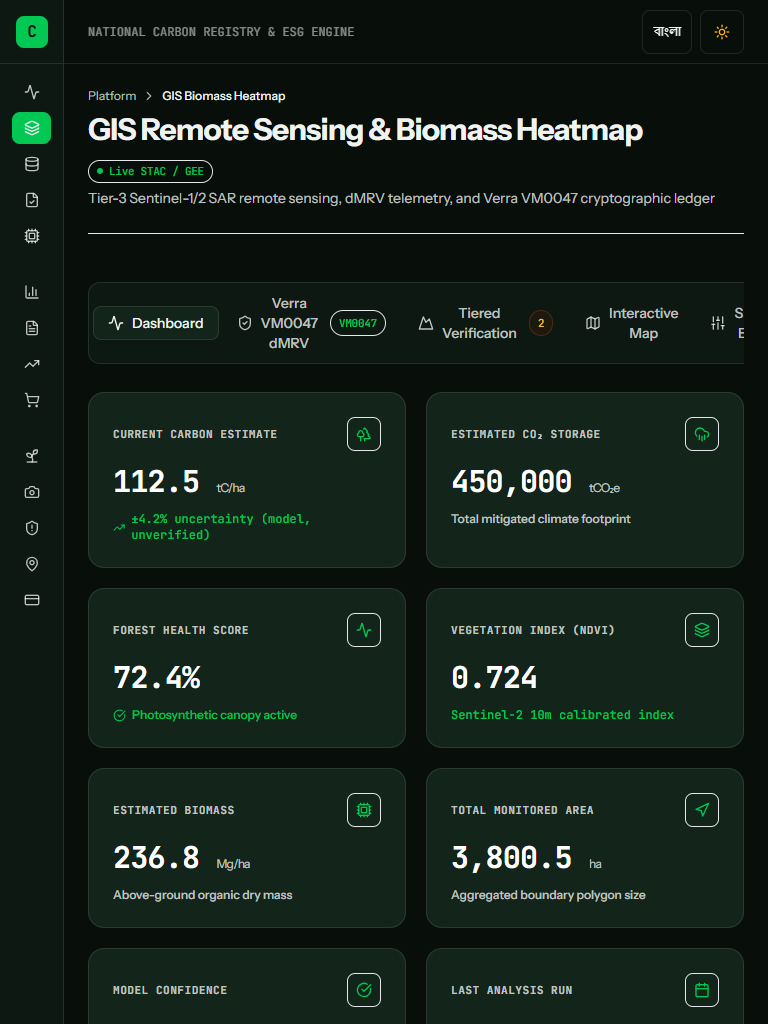 C
NATIONAL CARBON REGISTRY & ESG ENGINE
বাংলা
Platform > GIS Biomass Heatmap
GIS Remote Sensing & Biomass Heatmap
Live STAC / GEE
Tier-3 Sentinel-1/2 SAR remote sensing, dMRV telemetry, and Verra VM0047 cryptographic ledger
Dashboard
Verra
VM0047
dMRV
VM0047
Tiered
Verification
2
Interactive
Map
CURRENT CARBON ESTIMATE
112.5 tC/ha
±4.2% uncertainty (model,
unverified)
ESTIMATED CO₂ STORAGE
450,000 tCO₂e
Total mitigated climate footprint
FOREST HEALTH SCORE
72.4%
Photosynthetic canopy active
VEGETATION INDEX (NDVI)
0.724
Sentinel-2 10m calibrated index
ESTIMATED BIOMASS
236.8 Mg/ha
Above-ground organic dry mass
TOTAL MONITORED AREA
3,800.5 ha
Aggregated boundary polygon size
MODEL CONFIDENCE
LAST ANALYSIS RUN